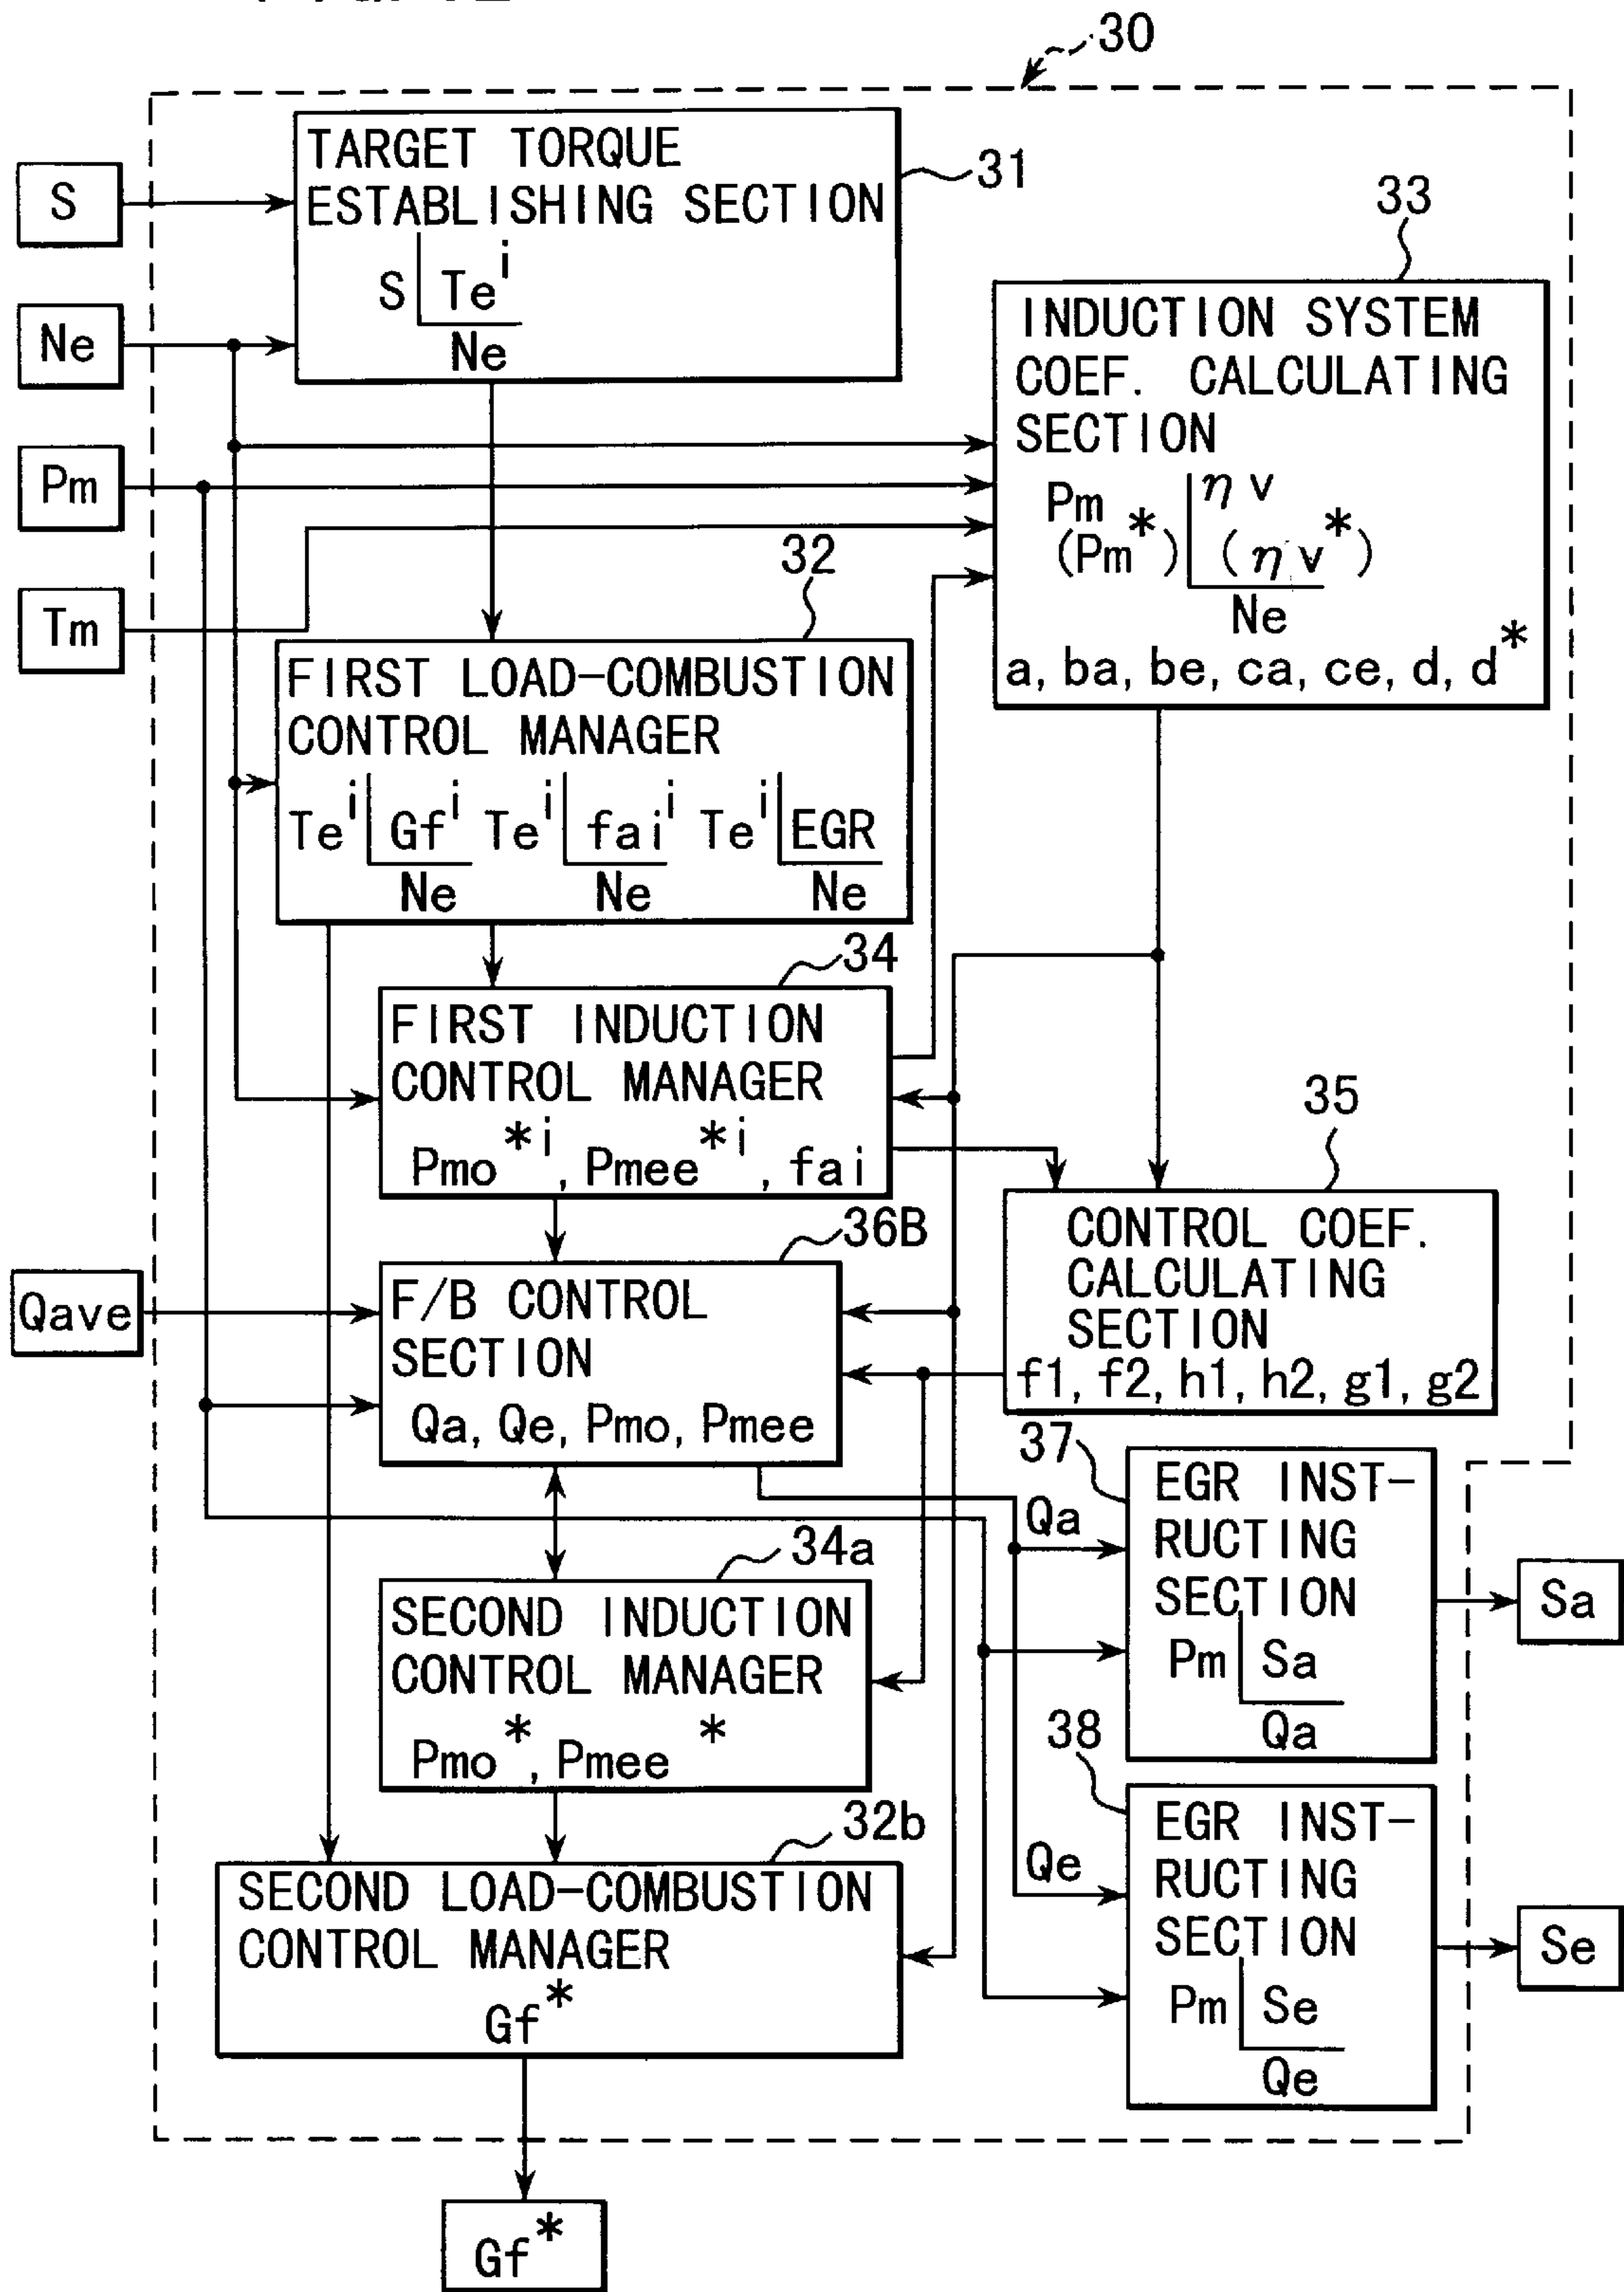 30
S
TARGET TORQUE
ESTABLISHING SECTION
S Te^i
Ne
31
Ne
Pm
Tm
33
INDUCTION SYSTEM
COEF. CALCULATING
SECTION
Pm ηv
(Pm*) (ηv*)
Ne
a, ba, be, ca, ce, d, d*
32
FIRST LOAD-COMBUSTION
CONTROL MANAGER
Te^i Gf^i Te^i fai^i Te^i EGR
Ne Ne Ne
34
FIRST INDUCTION
CONTROL MANAGER
Pmo*^i, Pmee*^i, fai
35
CONTROL COEF.
CALCULATING
SECTION
f1, f2, h1, h2, g1, g2
36B
Qave
F/B CONTROL
SECTION
Qa, Qe, Pmo, Pmee
37
Qa
EGR INST-
RUCTING
SECTION
Pm Sa
Qa
Sa
34a
SECOND INDUCTION
CONTROL MANAGER
Pmo*, Pmee*
38
Qe
EGR INST-
RUCTING
SECTION
Pm Se
Qe
Se
32b
SECOND LOAD-COMBUSTION
CONTROL MANAGER
Gf*
Gf*